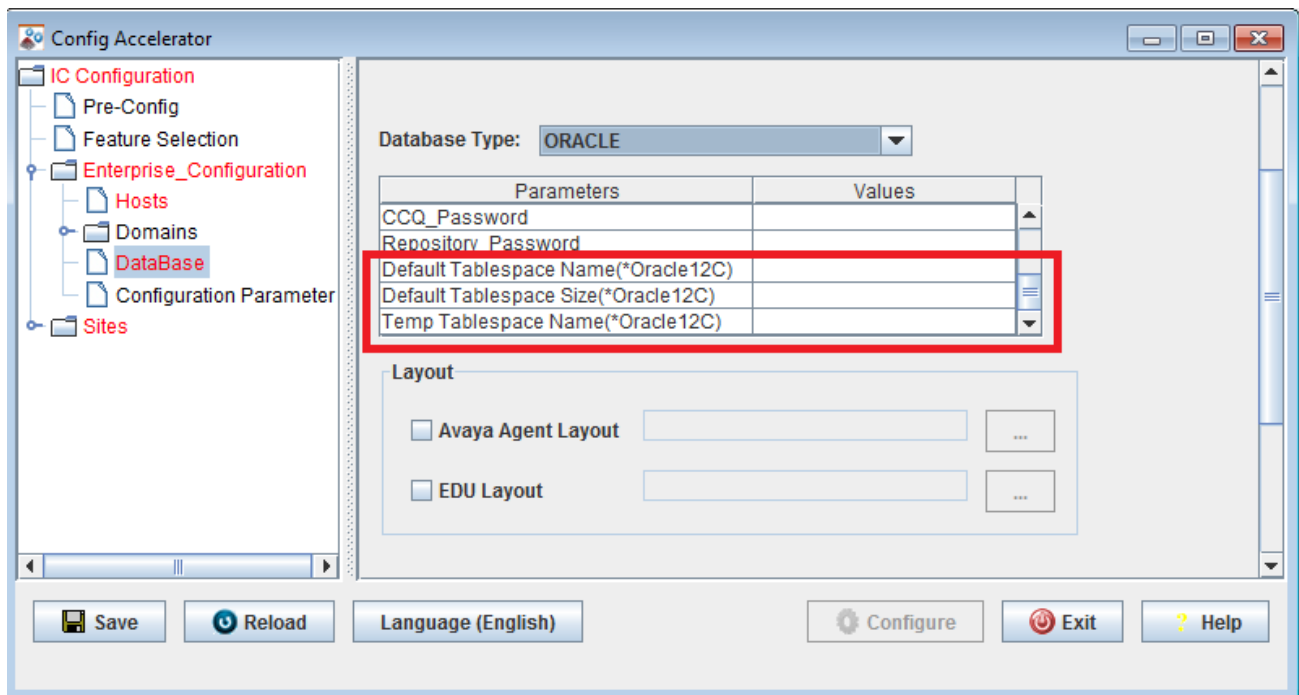 Config Accelerator
IC Configuration
Pre-Config
Feature Selection
Enterprise_Configuration
Hosts
Domains
DataBase
Configuration Parameter
Sites
Database Type: ORACLE
Parameters Values
CCQ_Password
Repository_Password
Default Tablespace Name(*Oracle12C)
Default Tablespace Size(*Oracle12C)
Temp Tablespace Name(*Oracle12C)
Layout
Avaya Agent Layout ...
EDU Layout ...
Save Reload Language (English) Configure Exit ? Help